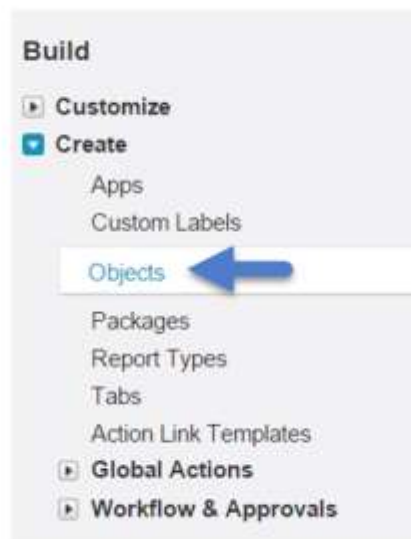 Build
Customize
Create
Apps
Custom Labels
Objects
Packages
Report Types
Tabs
Action Link Templates
Global Actions
Workflow & Approvals